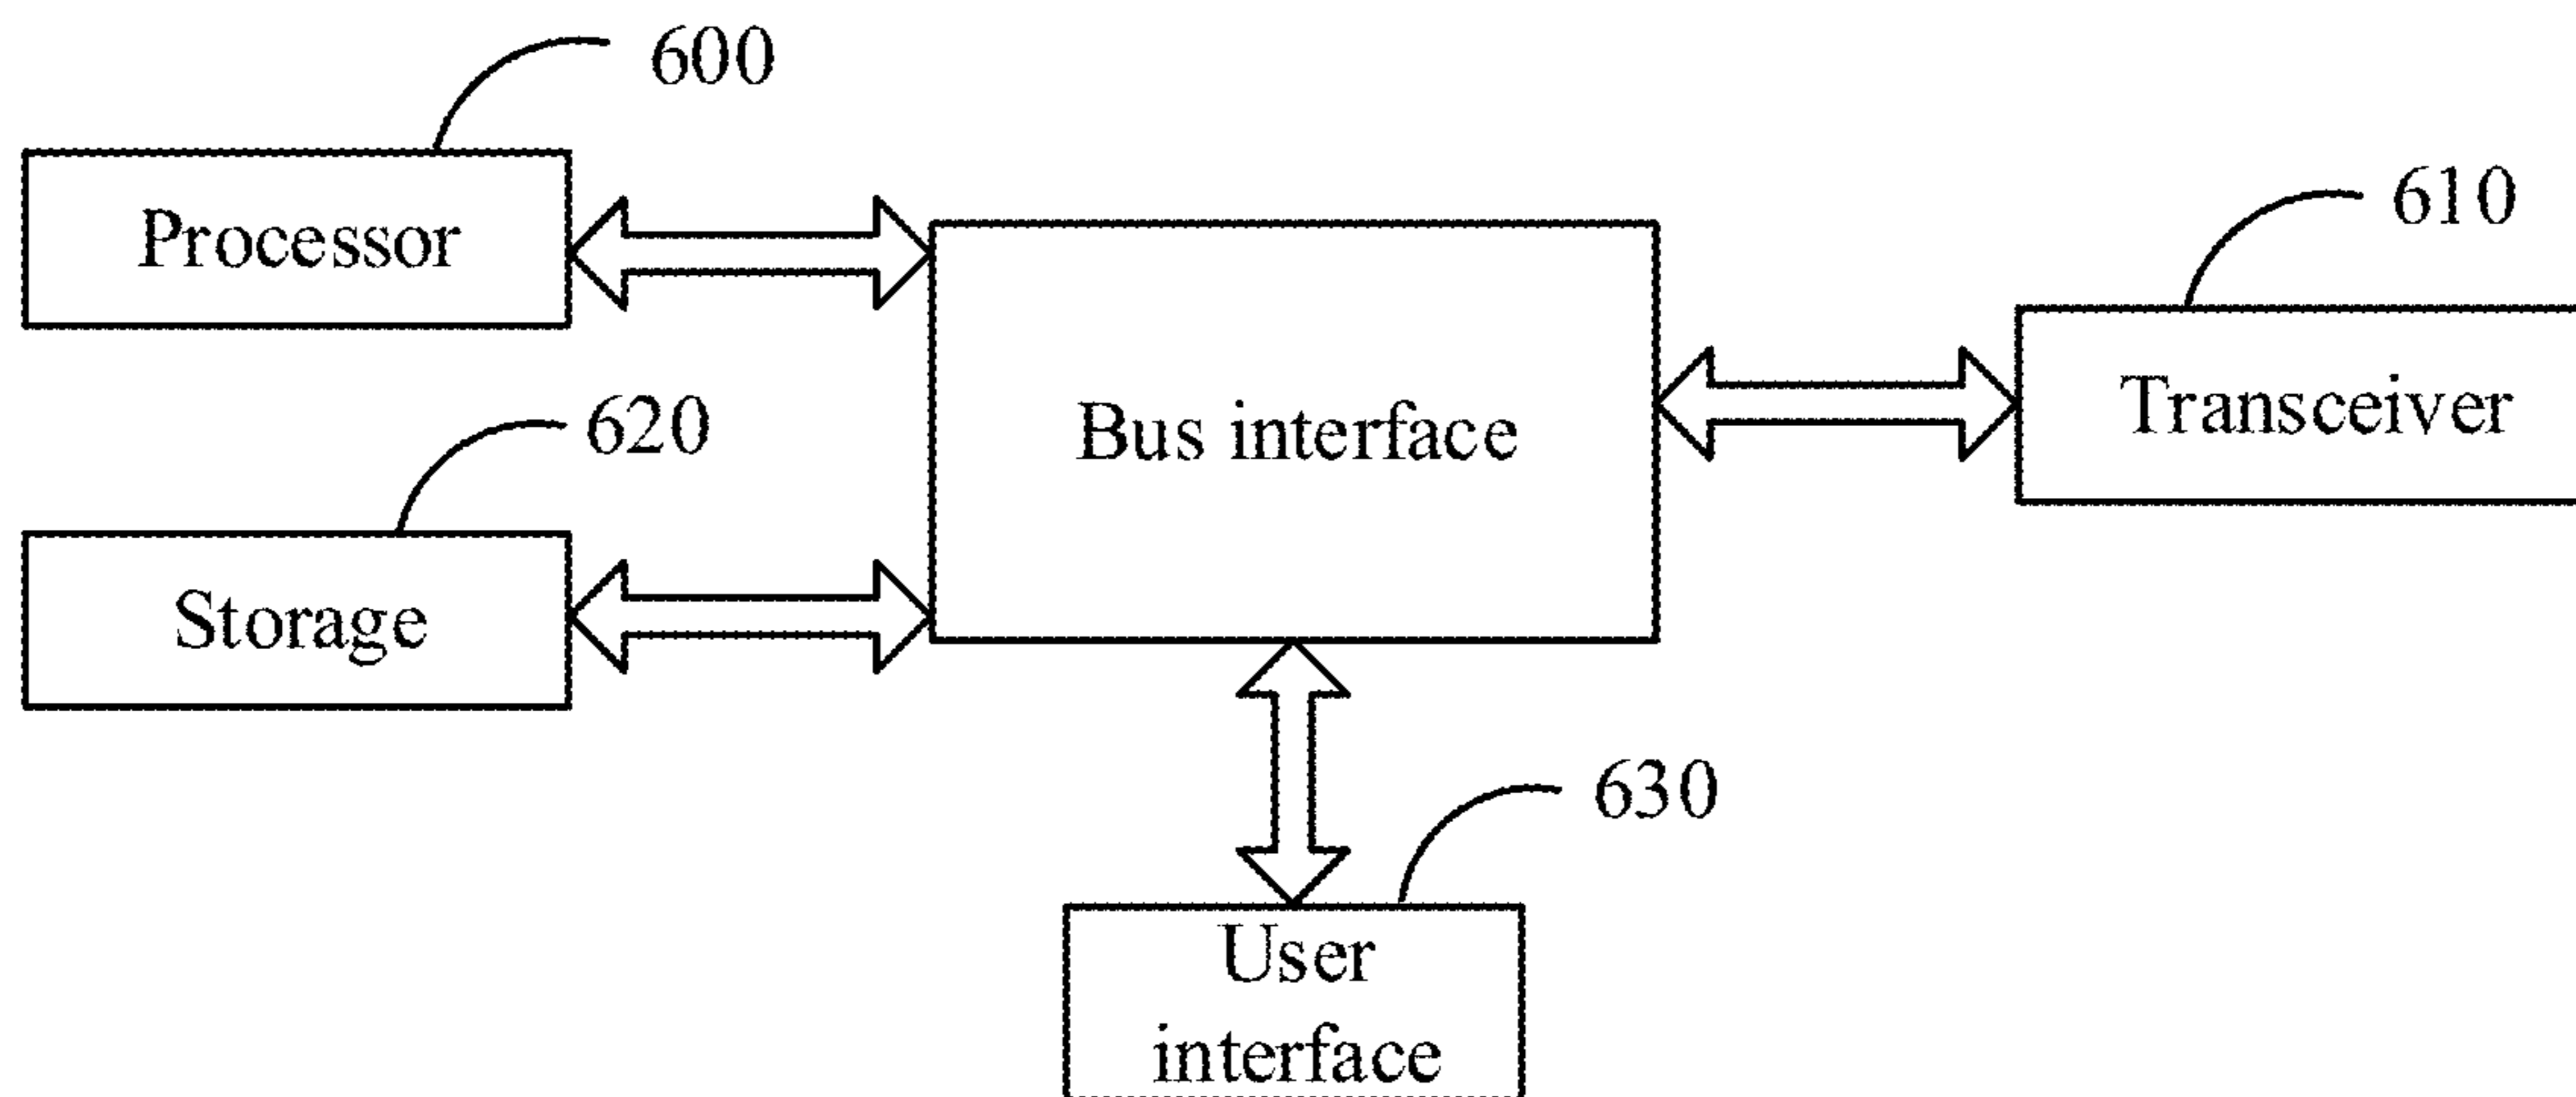 600
Processor
610
Transceiver
Bus interface
620
Storage
630
User
interface